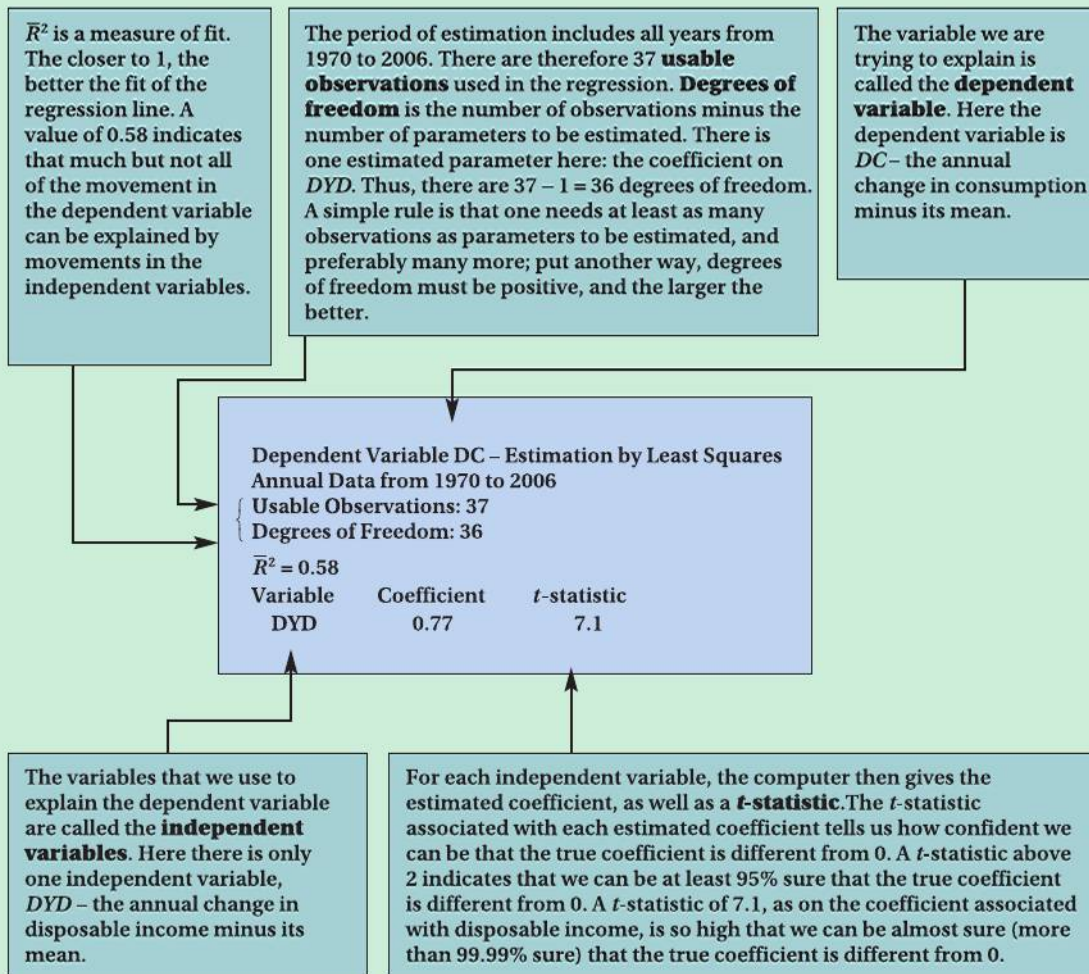 R̄² is a measure of fit.
The closer to 1, the
better the fit of the
regression line. A
value of 0.58 indicates
that much but not all
of the movement in
the dependent variable
can be explained by
movements in the
independent variables.
The period of estimation includes all years from
1970 to 2006. There are therefore 37 usable
observations used in the regression. Degrees of
freedom is the number of observations minus the
number of parameters to be estimated. There is
one estimated parameter here: the coefficient on
DYD. Thus, there are 37 – 1 = 36 degrees of freedom.
A simple rule is that one needs at least as many
observations as parameters to be estimated, and
preferably many more; put another way, degrees
of freedom must be positive, and the larger the
better.
The variable we are
trying to explain is
called the dependent
variable. Here the
dependent variable is
DC – the annual
change in consumption
minus its mean.
Dependent Variable DC – Estimation by Least Squares
Annual Data from 1970 to 2006
Usable Observations: 37
Degrees of Freedom: 36
R̄² = 0.58
Variable Coefficient t-statistic
DYD 0.77 7.1
The variables that we use to
explain the dependent variable
are called the independent
variables. Here there is only
one independent variable,
DYD – the annual change in
disposable income minus its
mean.
For each independent variable, the computer then gives the
estimated coefficient, as well as a t-statistic.The t-statistic
associated with each estimated coefficient tells us how confident we
can be that the true coefficient is different from 0. A t-statistic above
2 indicates that we can be at least 95% sure that the true coefficient
is different from 0. A t-statistic of 7.1, as on the coefficient associated
with disposable income, is so high that we can be almost sure (more
than 99.99% sure) that the true coefficient is different from 0.